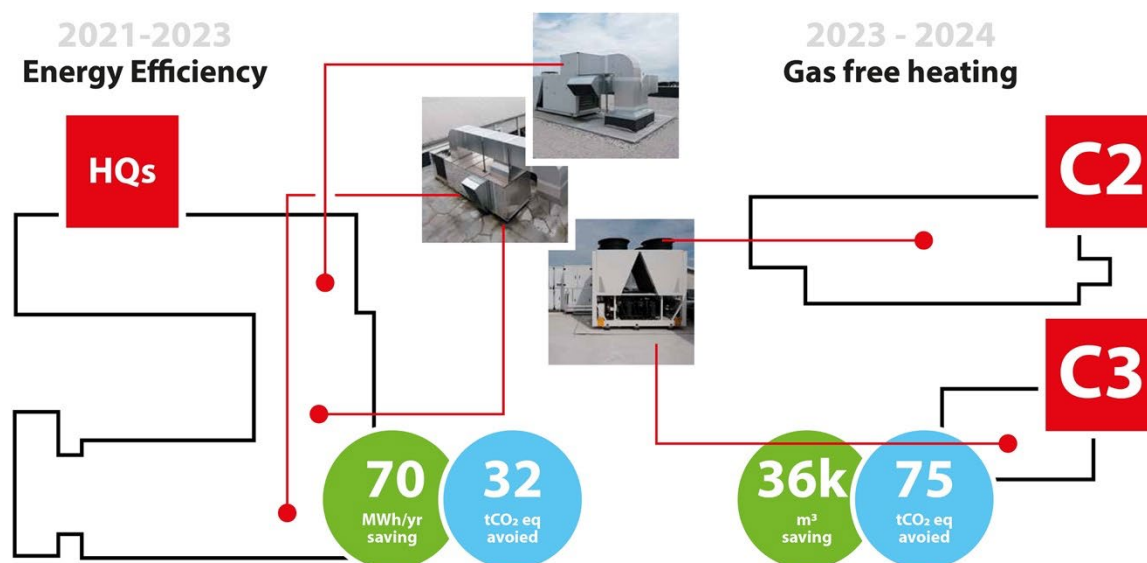 2021-2023
Energy Efficiency
HQs
70
MWh/yr
saving
32
tCO₂ eq
avoied
2023 - 2024
Gas free heating
C2
C3
36k
m³
saving
75
tCO₂ eq
avoied